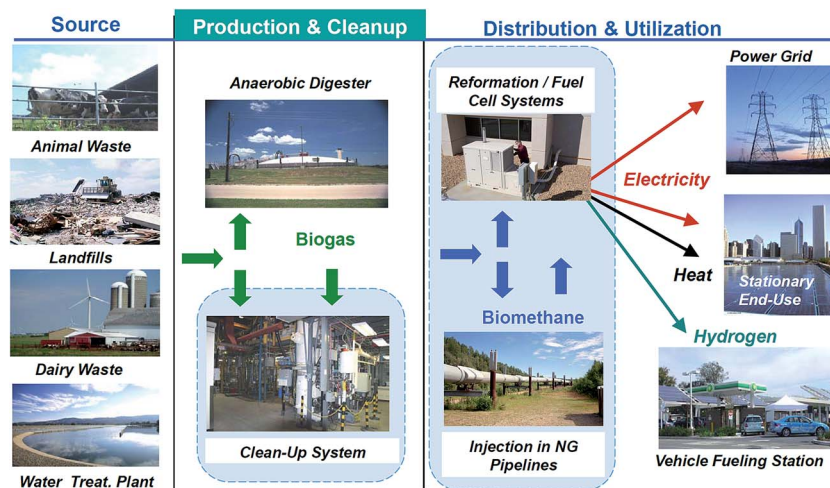 Source
Production & Cleanup
Distribution & Utilization
Animal Waste
Landfills
Dairy Waste
Water Treat. Plant
Anaerobic Digester
Biogas
Clean-Up System
Reformation / Fuel
Cell Systems
Biomethane
Injection in NG
Pipelines
Power Grid
Electricity
Heat
Stationary
End-Use
Hydrogen
Vehicle Fueling Station